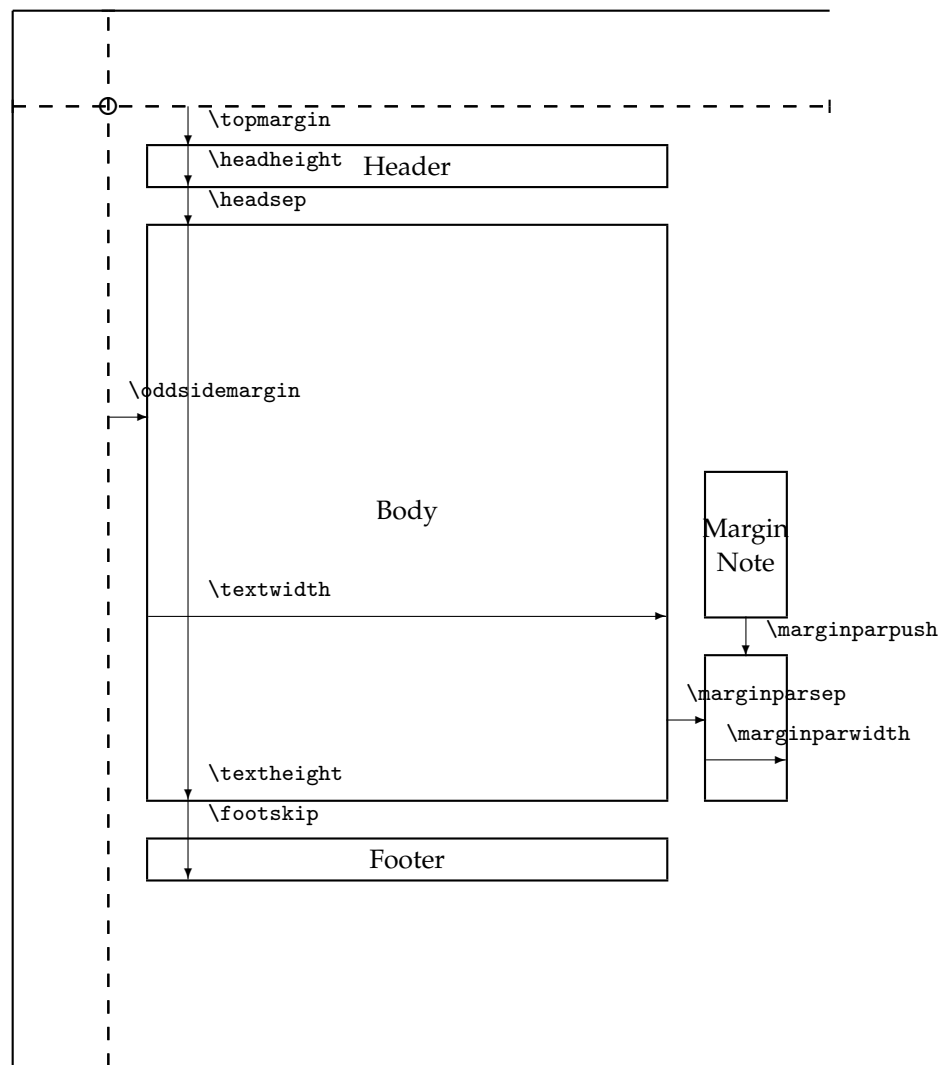 \topmargin
\headheight
Header
\headsep
\oddsidemargin
Body
Margin
Note
\textwidth
\marginparpush
\marginparsep
\marginparwidth
\textheight
\footskip
Footer